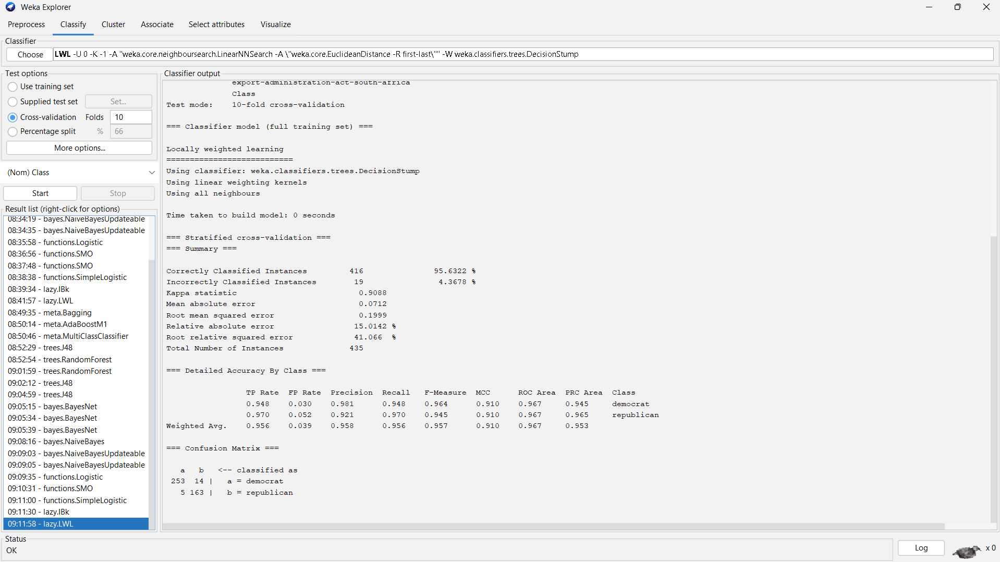 Weka Explorer
Preprocess Classify Cluster Associate Select attributes Visualize
Classifier
Choose LWL -U 0 -K -1 -A "weka.core.neighboursearch.LinearNNSearch -A \"weka.core.EuclideanDistance -R first-last\"" -W weka.classifiers.trees.DecisionStump
Test options
Use training set
Supplied test set Set...
Cross-validation Folds 10
Percentage split % 66
More options...
(Nom) Class
Start Stop
Result list (right-click for options)
08:34:19 - bayes.NaiveBayesUpdateable
08:34:35 - bayes.NaiveBayesUpdateable
08:35:58 - functions.Logistic
08:36:56 - functions.SMO
08:37:48 - functions.SMO
08:38:38 - functions.SimpleLogistic
08:39:34 - lazy.IBk
08:41:57 - lazy.LWL
08:49:35 - meta.Bagging
08:50:14 - meta.AdaBoostM1
08:50:46 - meta.MultiClassClassifier
08:52:29 - trees.J48
08:52:54 - trees.RandomForest
09:01:59 - trees.RandomForest
09:02:12 - trees.J48
09:04:59 - trees.J48
09:05:15 - bayes.BayesNet
09:05:34 - bayes.BayesNet
09:05:39 - bayes.BayesNet
09:08:16 - bayes.NaiveBayes
09:09:03 - bayes.NaiveBayesUpdateable
09:09:05 - bayes.NaiveBayesUpdateable
09:09:35 - functions.Logistic
09:10:31 - functions.SMO
09:11:00 - functions.SimpleLogistic
09:11:30 - lazy.IBk
09:11:58 - lazy.LWL
Classifier output
export-administration-act-south-africa
Class
Test mode: 10-fold cross-validation
=== Classifier model (full training set) ===
Locally weighted learning
===========================
Using classifier: weka.classifiers.trees.DecisionStump
Using linear weighting kernels
Using all neighbours
Time taken to build model: 0 seconds
=== Stratified cross-validation ===
=== Summary ===
Correctly Classified Instances 416 95.6322 %
Incorrectly Classified Instances 19 4.3678 %
Kappa statistic 0.9088
Mean absolute error 0.0712
Root mean squared error 0.1999
Relative absolute error 15.0142 %
Root relative squared error 41.066 %
Total Number of Instances 435
=== Detailed Accuracy By Class ===
TP Rate FP Rate Precision Recall F-Measure MCC ROC Area PRC Area Class
0.948 0.030 0.981 0.948 0.964 0.910 0.967 0.945 democrat
0.970 0.052 0.921 0.970 0.945 0.910 0.967 0.965 republican
Weighted Avg. 0.956 0.039 0.958 0.956 0.957 0.910 0.967 0.953
=== Confusion Matrix ===
a b <-- classified as
253 14 | a = democrat
5 163 | b = republican
Status
OK
Log
x 0